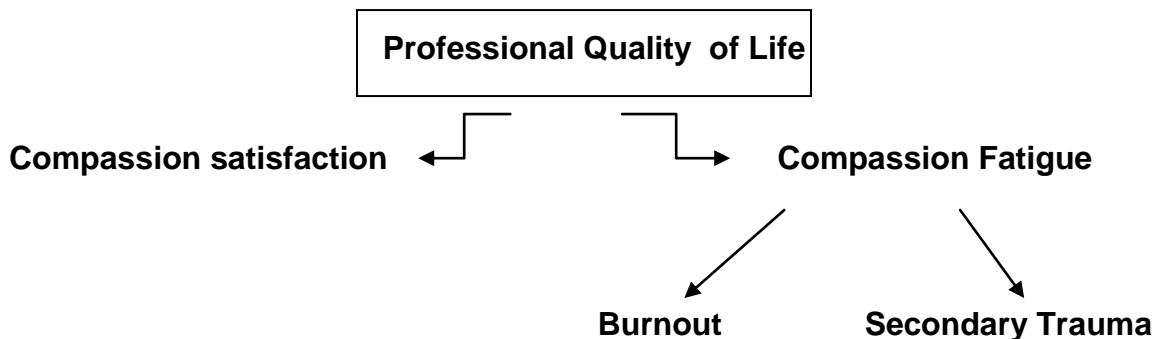 Professional Quality of Life
Compassion satisfaction
Compassion Fatigue
Burnout
Secondary Trauma